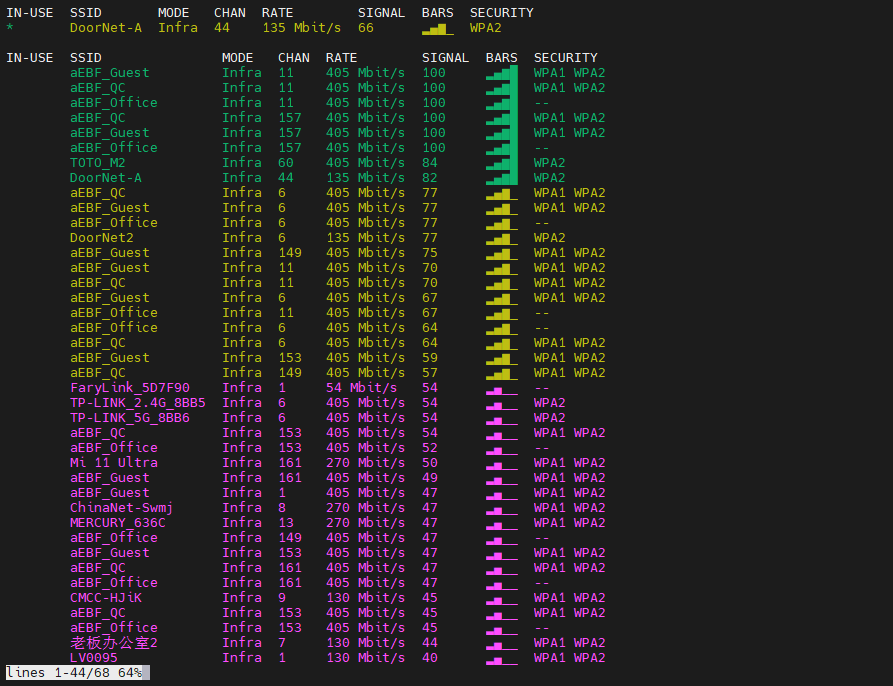 IN-USE  SSID       MODE   CHAN  RATE        SIGNAL  BARS  SECURITY
*       DoorNet-A  Infra  44    135 Mbit/s  66      ▂▄▆_  WPA2
IN-USE  SSID               MODE   CHAN  RATE        SIGNAL  BARS  SECURITY
aEBF_Guest         Infra  11    405 Mbit/s  100     ▂▄▆█  WPA1 WPA2
aEBF_QC            Infra  11    405 Mbit/s  100     ▂▄▆█  WPA1 WPA2
aEBF_Office        Infra  11    405 Mbit/s  100     ▂▄▆█  --
aEBF_QC            Infra  157   405 Mbit/s  100     ▂▄▆█  WPA1 WPA2
aEBF_Guest         Infra  157   405 Mbit/s  100     ▂▄▆█  WPA1 WPA2
aEBF_Office        Infra  157   405 Mbit/s  100     ▂▄▆█  --
TOTO_M2            Infra  60    405 Mbit/s  84      ▂▄▆█  WPA2
DoorNet-A          Infra  44    135 Mbit/s  82      ▂▄▆█  WPA2
aEBF_QC            Infra  6     405 Mbit/s  77      ▂▄▆_  WPA1 WPA2
aEBF_Guest         Infra  6     405 Mbit/s  77      ▂▄▆_  WPA1 WPA2
aEBF_Office        Infra  6     405 Mbit/s  77      ▂▄▆_  --
DoorNet2           Infra  6     135 Mbit/s  77      ▂▄▆_  WPA2
aEBF_Guest         Infra  149   405 Mbit/s  75      ▂▄▆_  WPA1 WPA2
aEBF_Guest         Infra  11    405 Mbit/s  70      ▂▄▆_  WPA1 WPA2
aEBF_QC            Infra  11    405 Mbit/s  70      ▂▄▆_  WPA1 WPA2
aEBF_Guest         Infra  6     405 Mbit/s  67      ▂▄▆_  WPA1 WPA2
aEBF_Office        Infra  11    405 Mbit/s  67      ▂▄▆_  --
aEBF_Office        Infra  6     405 Mbit/s  64      ▂▄▆_  --
aEBF_QC            Infra  6     405 Mbit/s  64      ▂▄▆_  WPA1 WPA2
aEBF_Guest         Infra  153   405 Mbit/s  59      ▂▄▆_  WPA1 WPA2
aEBF_QC            Infra  149   405 Mbit/s  57      ▂▄▆_  WPA1 WPA2
FaryLink_5D7F90    Infra  1     54 Mbit/s   54      ▂▄__  --
TP-LINK_2.4G_8BB5  Infra  6     405 Mbit/s  54      ▂▄__  WPA2
TP-LINK_5G_8BB6    Infra  6     405 Mbit/s  54      ▂▄__  WPA2
aEBF_QC            Infra  153   405 Mbit/s  54      ▂▄__  WPA1 WPA2
aEBF_Office        Infra  153   405 Mbit/s  52      ▂▄__  --
Mi 11 Ultra        Infra  161   270 Mbit/s  50      ▂▄__  WPA1 WPA2
aEBF_Guest         Infra  161   405 Mbit/s  49      ▂▄__  WPA1 WPA2
aEBF_Guest         Infra  1     405 Mbit/s  47      ▂▄__  WPA1 WPA2
ChinaNet-Swmj      Infra  8     270 Mbit/s  47      ▂▄__  WPA1 WPA2
MERCURY_636C       Infra  13    270 Mbit/s  47      ▂▄__  WPA1 WPA2
aEBF_Office        Infra  149   405 Mbit/s  47      ▂▄__  --
aEBF_Guest         Infra  153   405 Mbit/s  47      ▂▄__  WPA1 WPA2
aEBF_QC            Infra  161   405 Mbit/s  47      ▂▄__  WPA1 WPA2
aEBF_Office        Infra  161   405 Mbit/s  47      ▂▄__  --
CMCC-HJiK          Infra  9     130 Mbit/s  45      ▂▄__  WPA1 WPA2
aEBF_QC            Infra  153   405 Mbit/s  45      ▂▄__  WPA1 WPA2
aEBF_Office        Infra  153   405 Mbit/s  45      ▂▄__  --
老板办公室2        Infra  7     130 Mbit/s  44      ▂▄__  WPA1 WPA2
LV0095             Infra  1     130 Mbit/s  40      ▂▄__  WPA1 WPA2
lines 1-44/68 64%